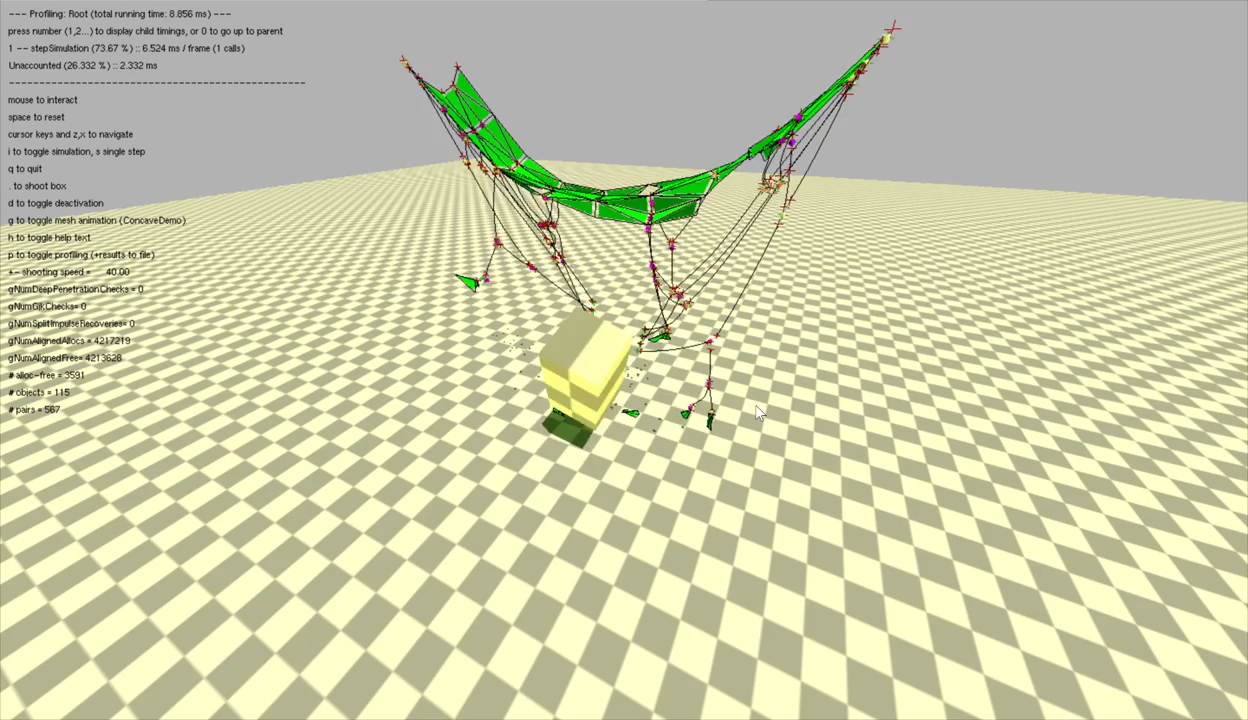 --- Profiling: Root (total running time: 8.856 ms) ---
press number (1,2...) to display child timings, or 0 to go up to parent
1 -- stepSimulation (73.67 %) :: 6.524 ms / frame (1 calls)
Unaccounted (26.332 %) :: 2.332 ms
-------------------------------------------------
mouse to interact
space to reset
cursor keys and z,x to navigate
i to toggle simulation, s single step
q to quit
. to shoot box
d to toggle deactivation
g to toggle mesh animation (ConcaveDemo)
h to toggle help text
p to toggle profiling (+results to file)
+- shooting speed = 40.00
gNumDeepPenetrationChecks = 0
gNumGjkChecks= 0
gNumSplitImpulseRecoveries= 0
gNumAlignedAllocs = 4217219
gNumAlignedFree= 4213628
# alloc-free = 3591
# objects = 115
# pairs = 567